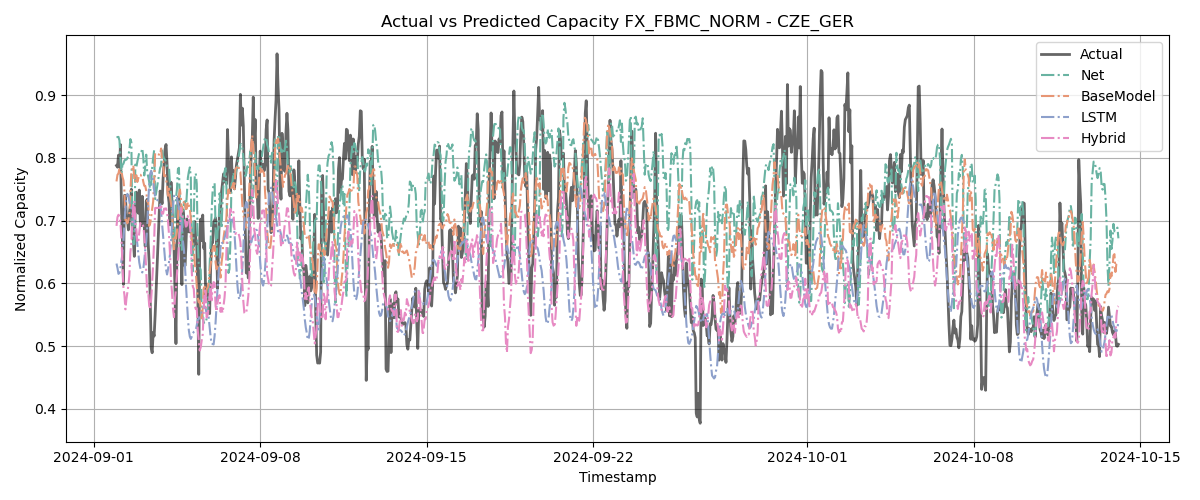 Actual vs Predicted Capacity FX_FBMC_NORM - CZE_GER
Normalized Capacity
0.9
0.8
0.7
0.6
0.5
0.4
Actual
Net
BaseModel
LSTM
Hybrid
2024-09-01
2024-09-08
2024-09-15
2024-09-22
2024-10-01
2024-10-08
2024-10-15
Timestamp